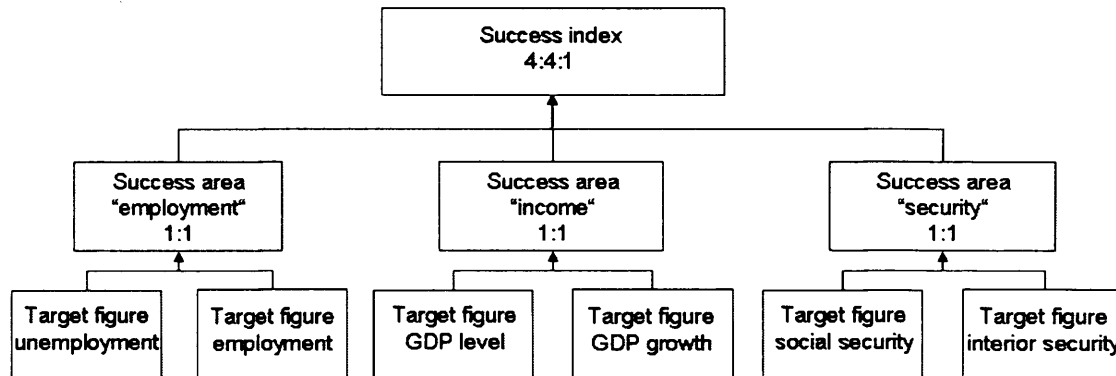 Success index
4:4:1
Success area
“employment“
1:1
Success area
“income“
1:1
Success area
“security“
1:1
Target figure
unemployment
Target figure
employment
Target figure
GDP level
Target figure
GDP growth
Target figure
social security
Target figure
interior security